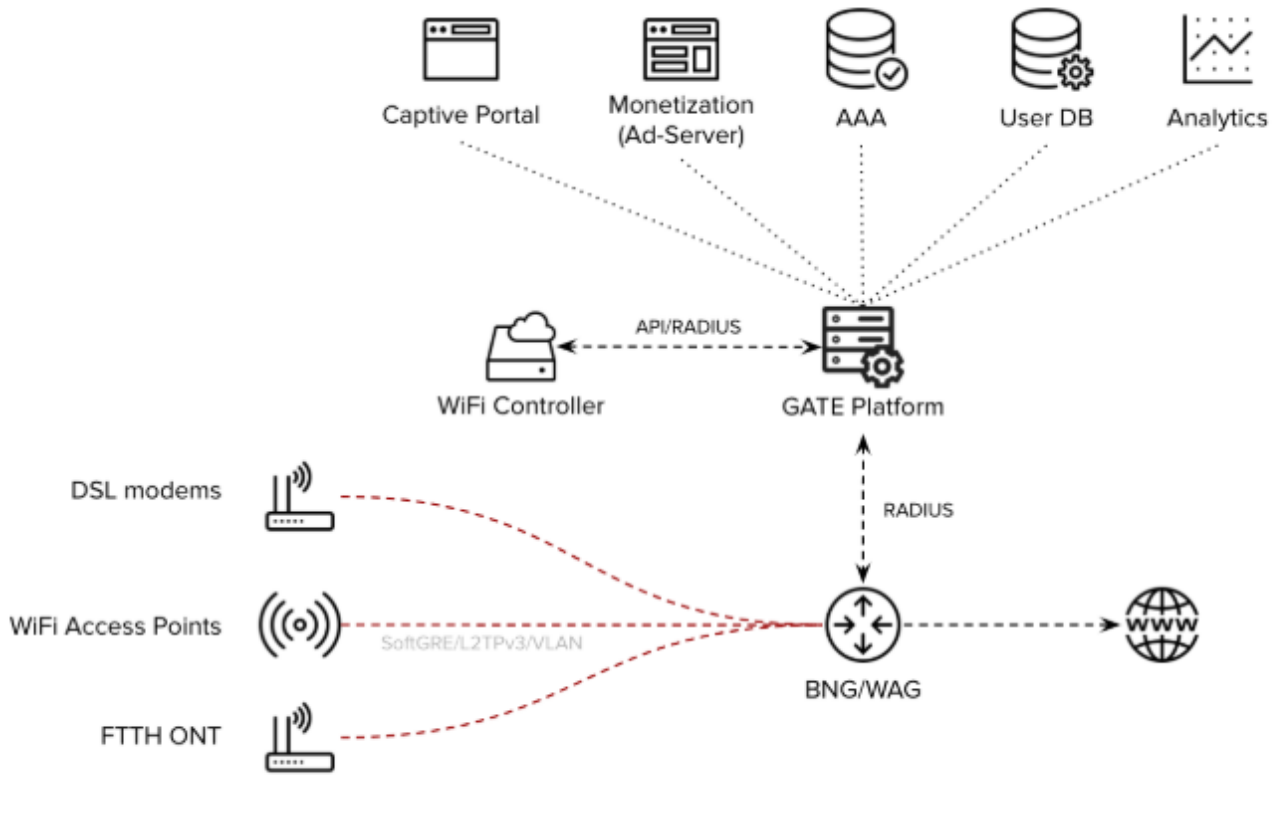 Captive Portal
Monetization
(Ad-Server)
AAA
User DB
Analytics
API/RADIUS
WiFi Controller
GATE Platform
DSL modems
RADIUS
WiFi Access Points
SoftGRE/L2TPv3/VLAN
WWW
BNG/WAG
FTTH ONT